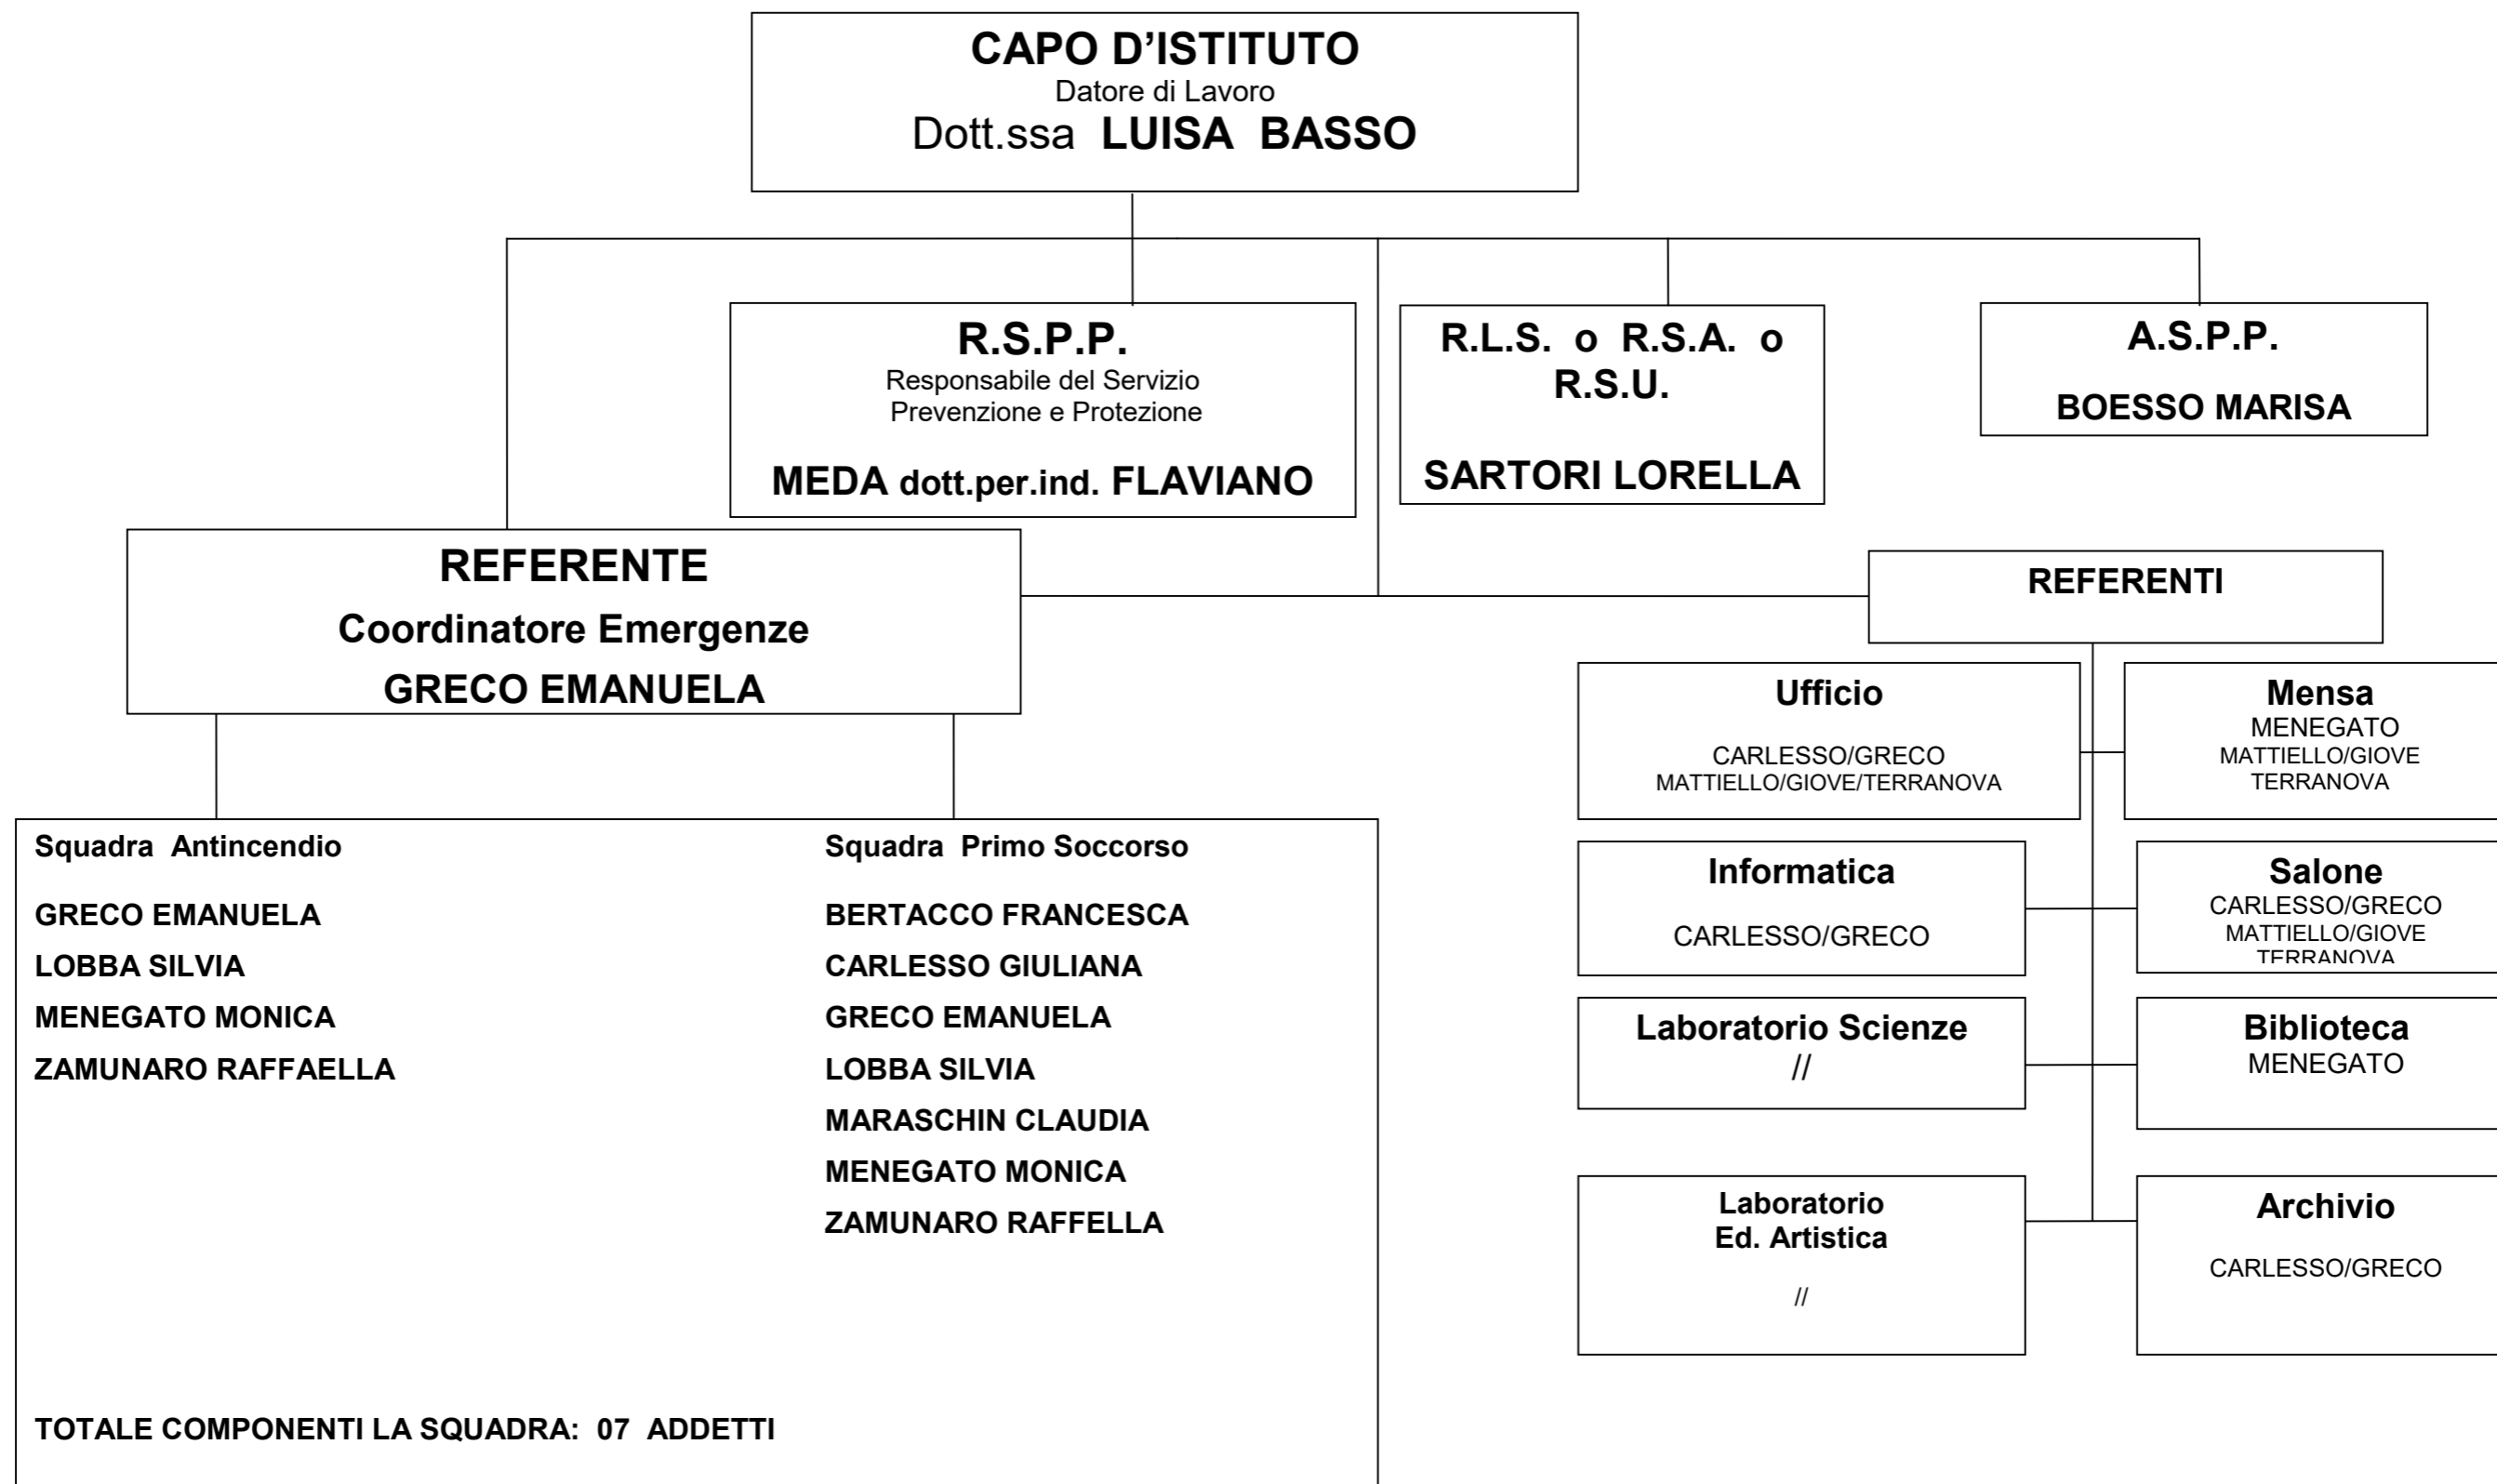 CAPO D'ISTITUTO
Datore di Lavoro
Dott.ssa LUISA BASSO
R.S.P.P.
Responsabile del Servizio
Prevenzione e Protezione
MEDA dott.per.ind. FLAVIANO
R.L.S. o R.S.A. o
R.S.U.
SARTORI LORELLA
A.S.P.P.
BOESSO MARISA
REFERENTE
Coordinatore Emergenze
GRECO EMANUELA
REFERENTI
Ufficio
CARLESSO/GRECO
MATTIELLO/GIOVE/TERRANOVA
Mensa
MENEGATO
MATTIELLO/GIOVE
TERRANOVA
Informatica
CARLESSO/GRECO
Salone
CARLESSO/GRECO
MATTIELLO/GIOVE
TERRANOVA
Laboratorio Scienze
//
Biblioteca
MENEGATO
Laboratorio
Ed. Artistica
//
Archivio
CARLESSO/GRECO
Squadra Antincendio
GRECO EMANUELA
LOBBA SILVIA
MENEGATO MONICA
ZAMUNARO RAFFAELLA
Squadra Primo Soccorso
BERTACCO FRANCESCA
CARLESSO GIULIANA
GRECO EMANUELA
LOBBA SILVIA
MARASCHIN CLAUDIA
MENEGATO MONICA
ZAMUNARO RAFFELLA
TOTALE COMPONENTI LA SQUADRA: 07 ADDETTI